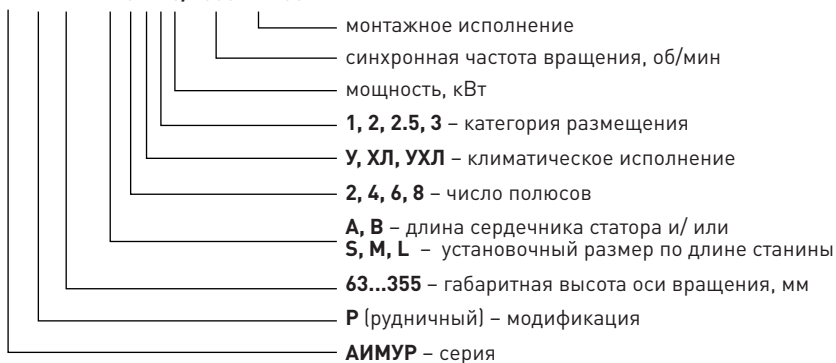 монтажное исполнение
синхронная частота вращения, об/мин
мощность, кВт
1, 2, 2.5, 3 – категория размещения
У, ХЛ, УХЛ – климатическое исполнение
2, 4, 6, 8 – число полюсов
А, В – длина сердечника статора и/ или
S, M, L – установочный размер по длине станины
63...355 – габаритная высота оси вращения, мм
Р (рудничный) – модификация
АИМУР – серия